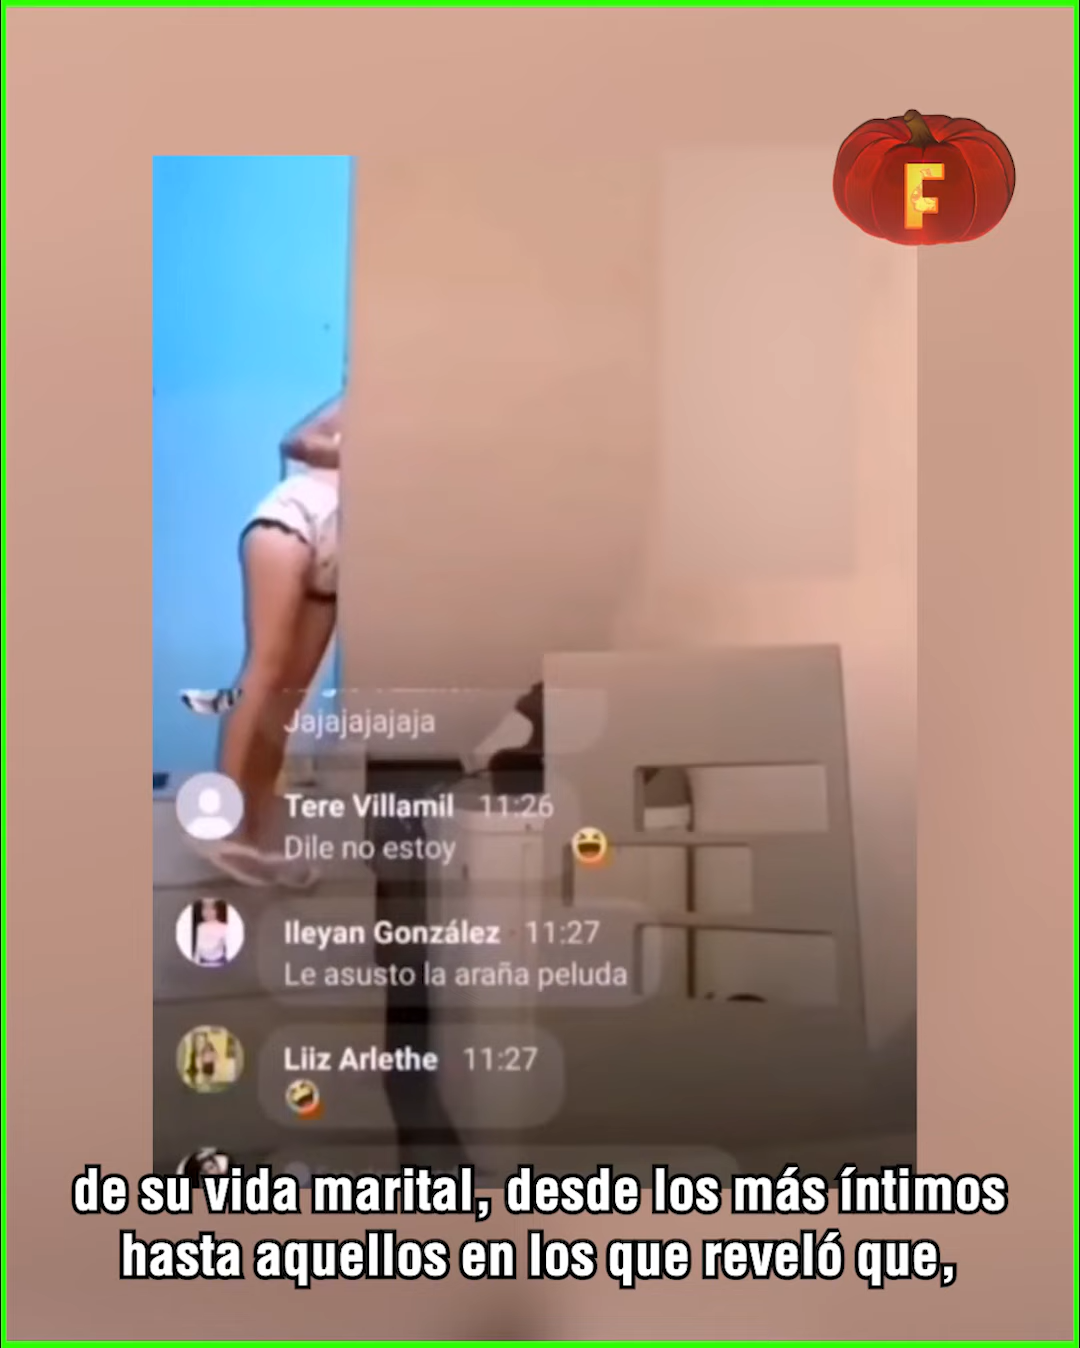 F
Jajajajajaja
Tere Villamil 11:26
Dile no estoy
Ileyan González 11:27
Le asusto la araña peluda
Liiz Arlethe 11:27
de su vida marital, desde los más íntimos
hasta aquellos en los que reveló que,